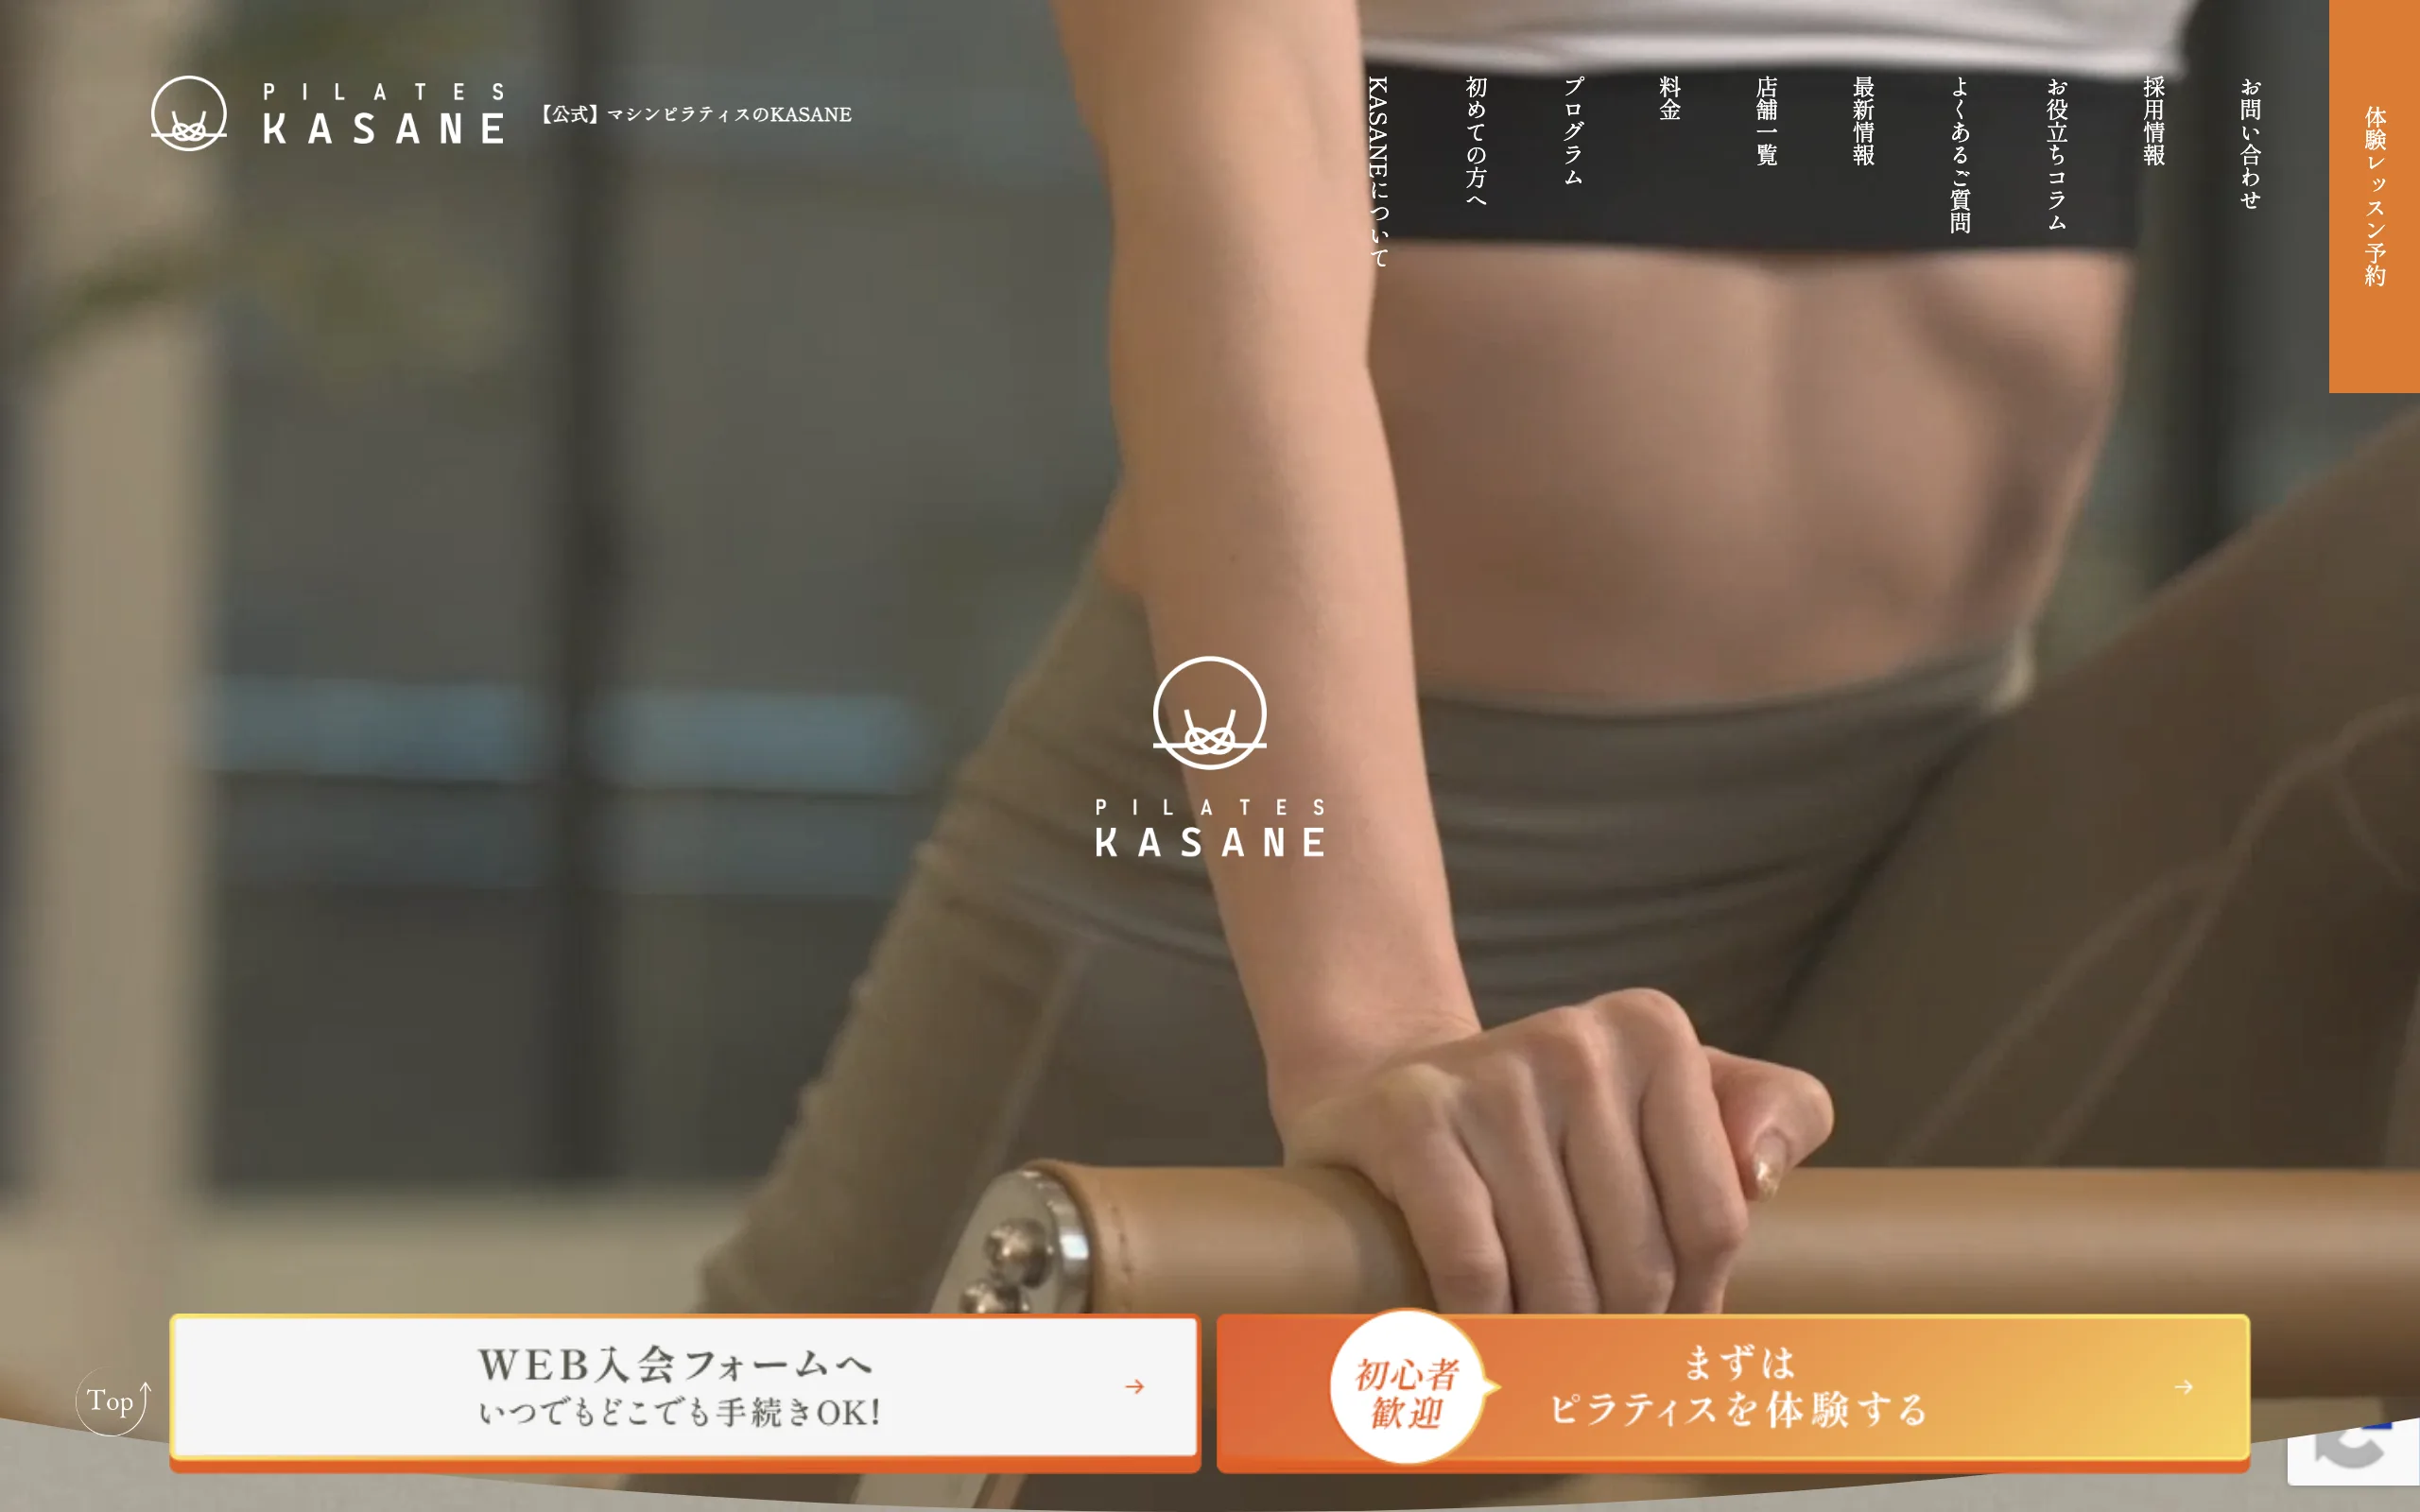 PILATES
KASANE
【公式】マシンピラティスのKASANE
KASANEについて
初めての方へ
プログラム
料金
店舗一覧
最新情報
よくあるご質問
お役立ちコラム
採用情報
お問い合わせ
体験レッスン予約
PILATES
KASANE
Top
WEB入会フォームへ
いつでもどこでも手続きOK!
初心者
歓迎
まずは
ピラティスを体験する